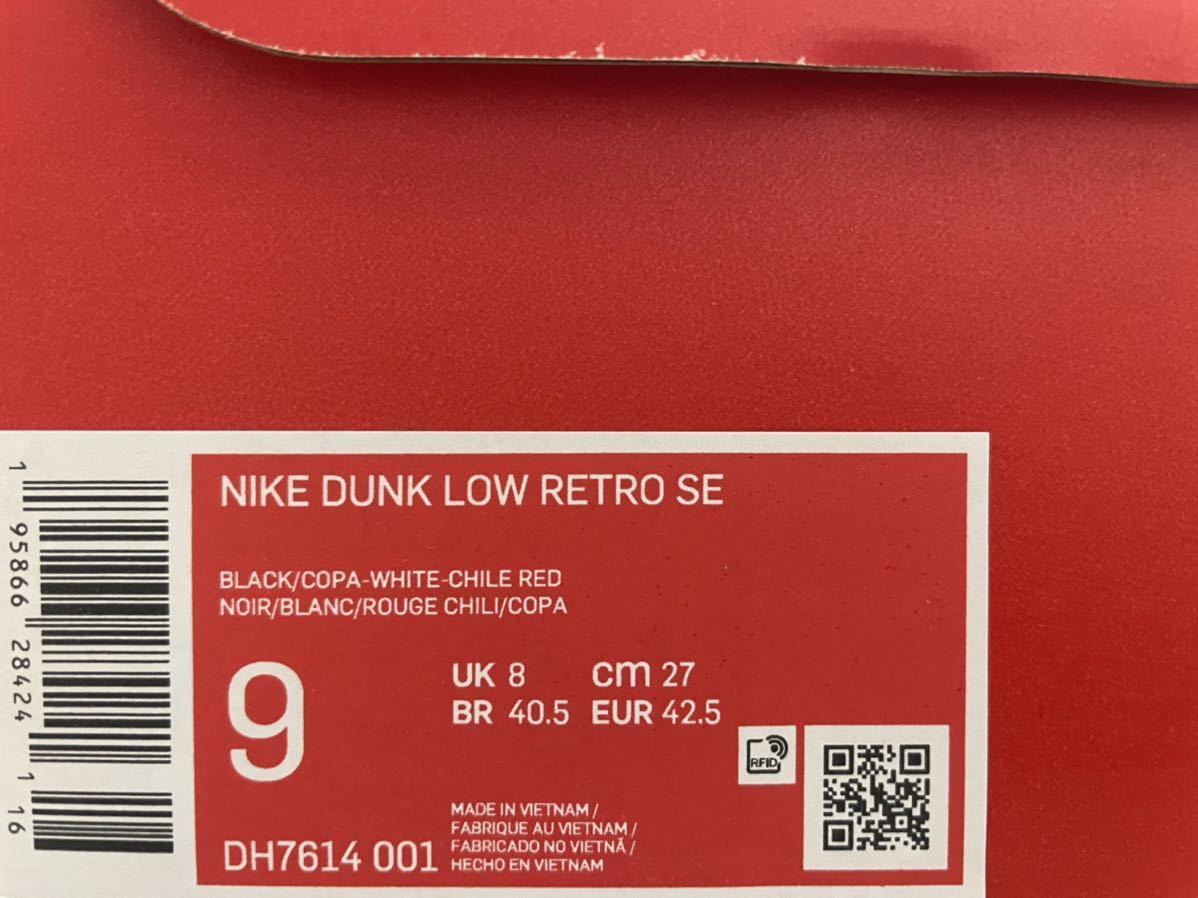 NIKE DUNK LOW RETRO SE
BLACK/COPA-WHITE-CHILE RED
NOIR/BLANC/ROUGE CHILI/COPA
9
UK 8 cm 27
BR 40.5 EUR 42.5
RFID
DH7614 001
MADE IN VIETNAM /
FABRIQUE AU VIETNAM /
FABRICADO NO VIETNÃ /
HECHO EN VIETNAM
1 95866 28424 1 16